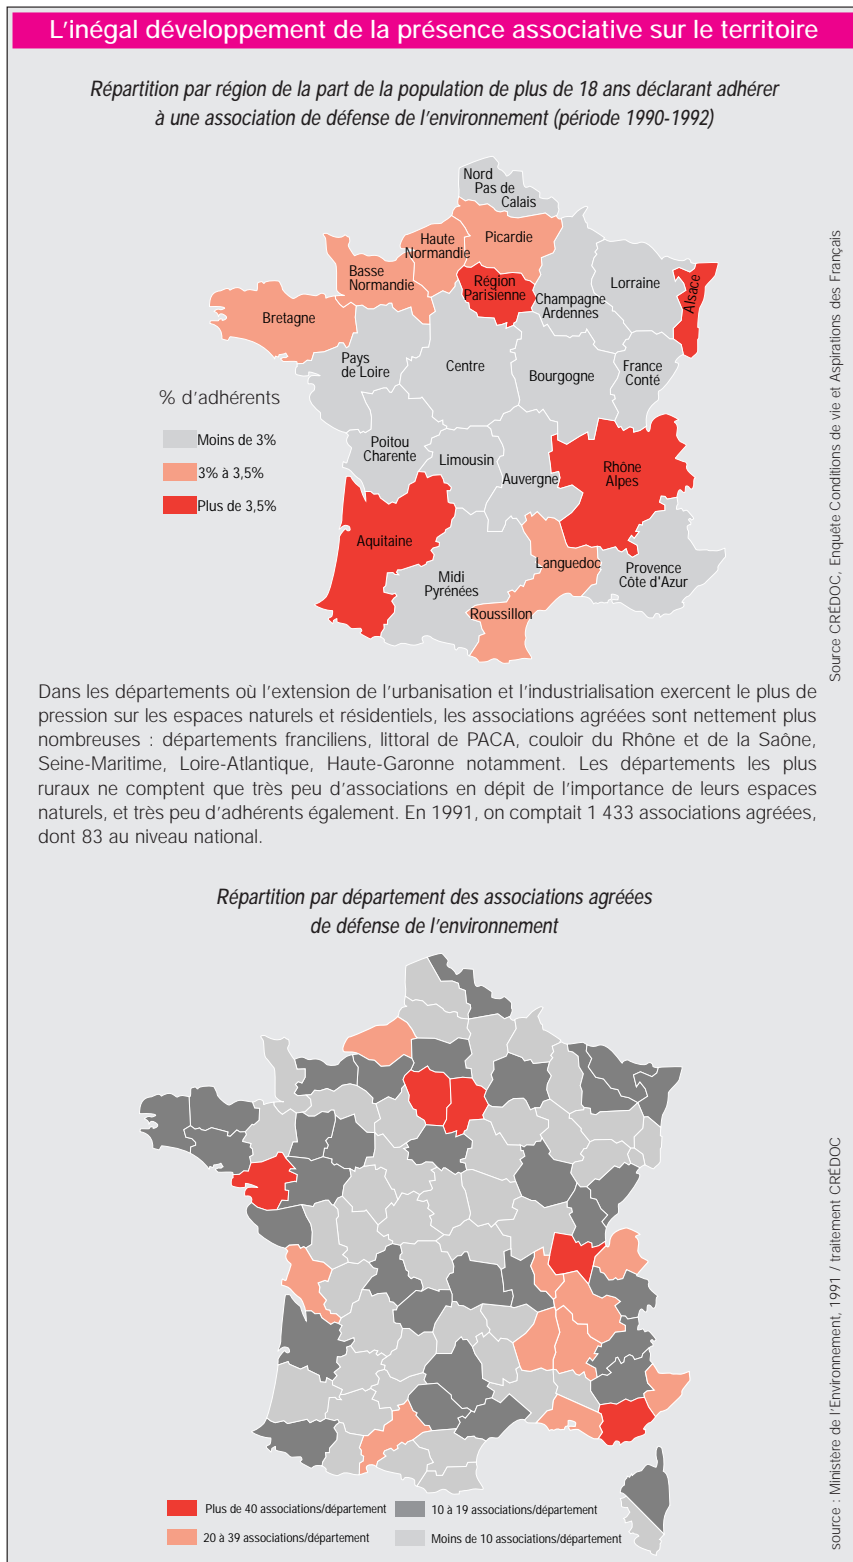 L'inégal développement de la présence associative sur le territoire
Répartition par région de la part de la population de plus de 18 ans déclarant adhérer
à une association de défense de l'environnement (période 1990-1992)
Nord
Pas de
Calais
Haute
Normandie
Picardie
Basse
Normandie
Région
Parisienne
Champagne
Ardennes
Lorraine
Alsace
Bretagne
Pays
de Loire
Centre
Bourgogne
France
Conté
% d'adhérents
Moins de 3%
3% à 3,5%
Plus de 3,5%
Poitou
Charente
Limousin
Auvergne
Rhône
Alpes
Aquitaine
Midi
Pyrénées
Languedoc
Roussillon
Provence
Côte d'Azur
Source CRÉDOC, Enquête Conditions de vie et Aspirations des Français
Dans les départements où l'extension de l'urbanisation et l'industrialisation exercent le plus de
pression sur les espaces naturels et résidentiels, les associations agréées sont nettement plus
nombreuses : départements franciliens, littoral de PACA, couloir du Rhône et de la Saône,
Seine-Maritime, Loire-Atlantique, Haute-Garonne notamment. Les départements les plus
ruraux ne comptent que très peu d'associations en dépit de l'importance de leurs espaces
naturels, et très peu d'adhérents également. En 1991, on comptait 1 433 associations agréées,
dont 83 au niveau national.
Répartition par département des associations agréées
de défense de l'environnement
Plus de 40 associations/département
10 à 19 associations/département
20 à 39 associations/département
Moins de 10 associations/département
source : Ministère de l'Environnement, 1991 / traitement CRÉDOC